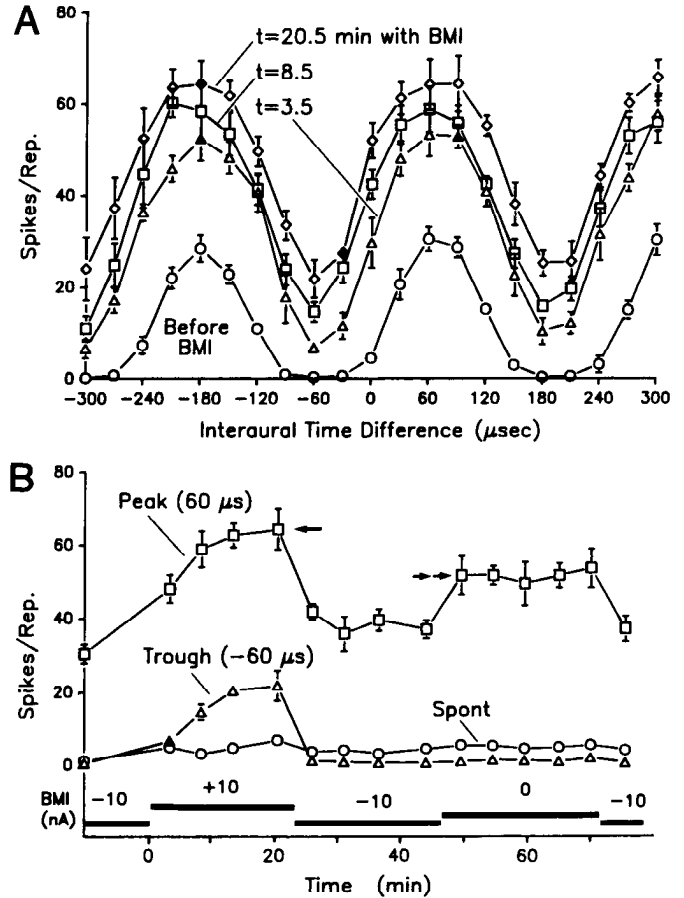 A
80
60
40
20
0
Spikes/Rep.
t=20.5 min with BMI
t=8.5
t=3.5
Before
BMI
-300 -240 -180 -120 -60 0 60 120 180 240 300
Interaural Time Difference (μsec)
B
80
60
40
20
0
Spikes/Rep.
Peak (60 μs)
Trough (-60 μs)
Spont
BMI
(nA)
-10 +10 -10 0 -10
0 20 40 60
Time (min)